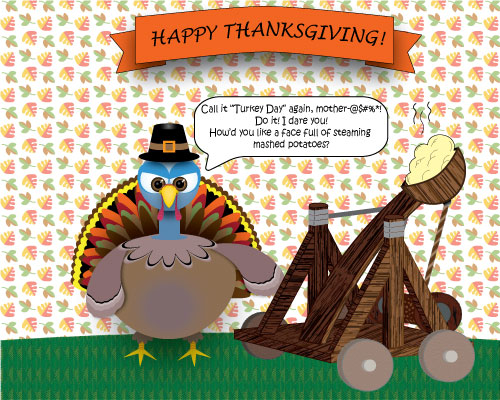 HAPPY THANKSGIVING!
Call it "Turkey Day" again, mother-@$#%*!
Do it! I dare you!
How'd you like a face full of steaming
mashed potatoes?